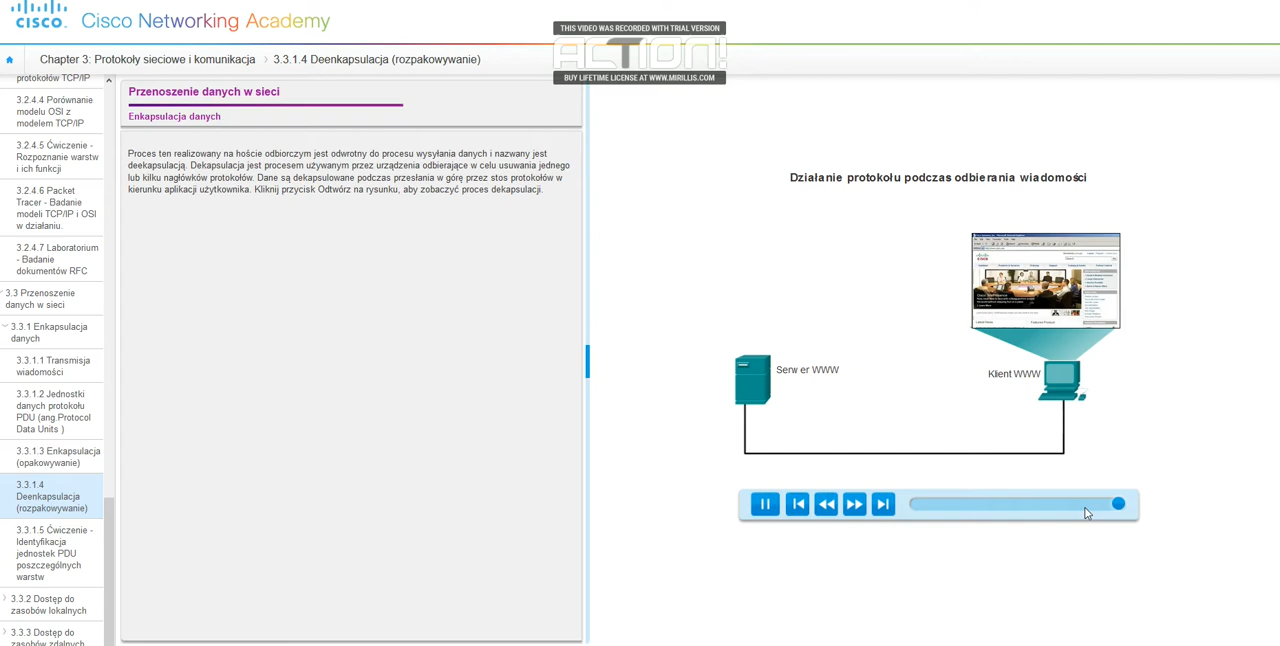 CISCO. Cisco Networking Academy
THIS VIDEO WAS RECORDED WITH TRIAL VERSION
ACTION!
BUY LIFETIME LICENSE AT WWW.MIRILLIS.COM
Chapter 3: Protokoły sieciowe i komunikacja
3.3.1.4 Deenkapsulacja (rozpakowywanie)
protokołów TCP/IP
3.2.4.4 Porównanie
modelu OSI z
modelem TCP/IP
3.2.4.5 Ćwiczenie -
Rozpoznanie warstw
i ich funkcji
3.2.4.6 Packet
Tracer - Badanie
modeli TCP/IP i OSI
w działaniu.
3.2.4.7 Laboratorium
- Badanie
dokumentów RFC
3.3 Przenoszenie
danych w sieci
3.3.1 Enkapsulacja
danych
3.3.1.1 Transmisja
wiadomości
3.3.1.2 Jednostki
danych protokołu
PDU (ang.Protocol
Data Units )
3.3.1.3 Enkapsulacja
(opakowywanie)
3.3.1.4
Deenkapsulacja
(rozpakowywanie)
3.3.1.5 Ćwiczenie -
Identyfikacja
jednostek PDU
poszczególnych
warstw
3.3.2 Dostęp do
zasobów lokalnych
3.3.3 Dostęp do
zasobów zdalnych
Przenoszenie danych w sieci
Enkapsulacja danych
Proces ten realizowany na hoście odbiorczym jest odwrotny do procesu wysyłania danych i nazwany jest
deekapsulacją. Dekapsulacja jest procesem używanym przez urządzenia odbierające w celu usuwania jednego
lub kilku nagłówków protokołów. Dane są dekapsulowane podczas przesłania w górę przez stos protokołów w
kierunku aplikacji użytkownika. Kliknij przycisk Odtwórz na rysunku, aby zobaczyć proces dekapsulacji.
Działanie protokołu podczas odbierania wiadomości
Serw er WWW
Klient WWW